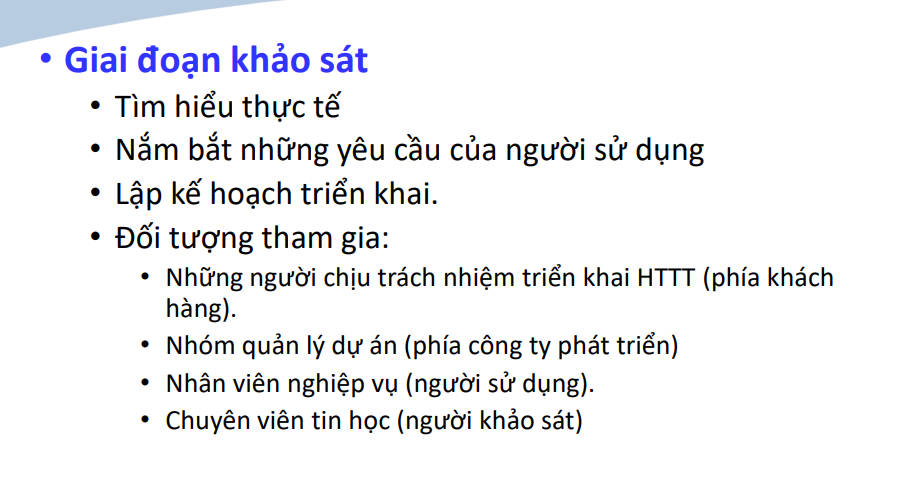 • Giai đoạn khảo sát
• Tìm hiểu thực tế
• Nắm bắt những yêu cầu của người sử dụng
• Lập kế hoạch triển khai.
• Đối tượng tham gia:
• Những người chịu trách nhiệm triển khai HTTT (phía khách
hàng).
• Nhóm quản lý dự án (phía công ty phát triển)
• Nhân viên nghiệp vụ (người sử dụng).
• Chuyên viên tin học (người khảo sát)